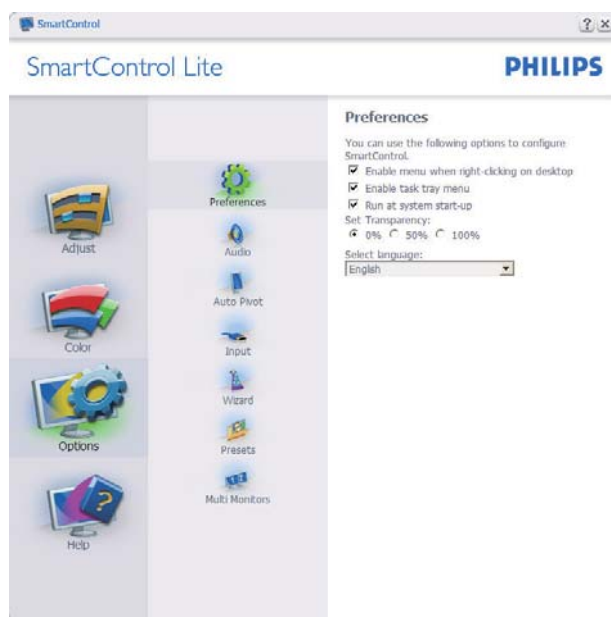 SmartControl
SmartControl Lite
PHILIPS
Adjust
Color
Options
Help
Preferences
Audio
Auto Pivot
Input
Wizard
Presets
Multi Monitors
Preferences
You can use the following options to configure
SmartControl.
Enable menu when right-clicking on desktop
Enable task tray menu
Run at system start-up
Set Transparency:
0% 50% 100%
Select language:
English